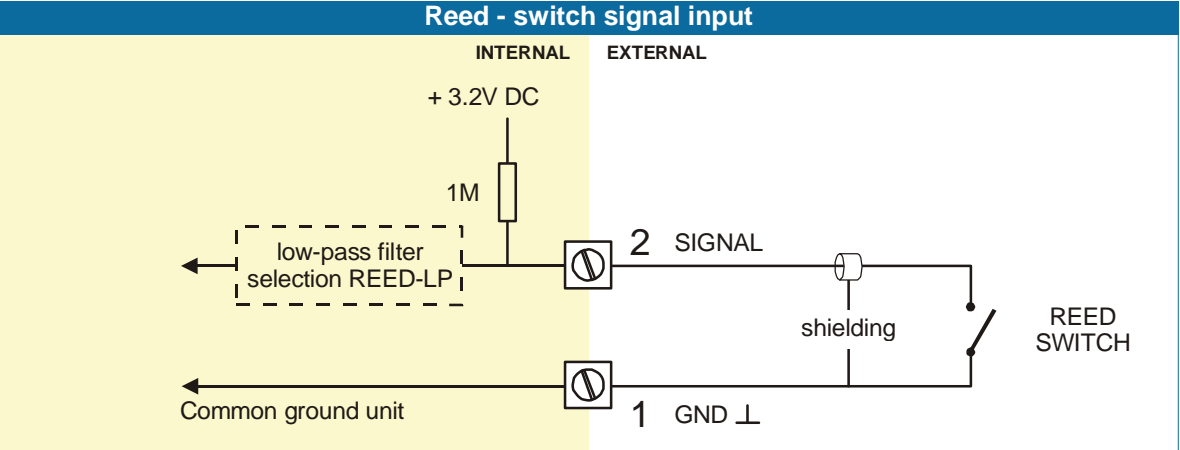 Reed - switch signal input
INTERNAL
EXTERNAL
+ 3.2V DC
1M
low-pass filter
selection REED-LP
2 SIGNAL
shielding
REED
SWITCH
Common ground unit
1 GND ⊥